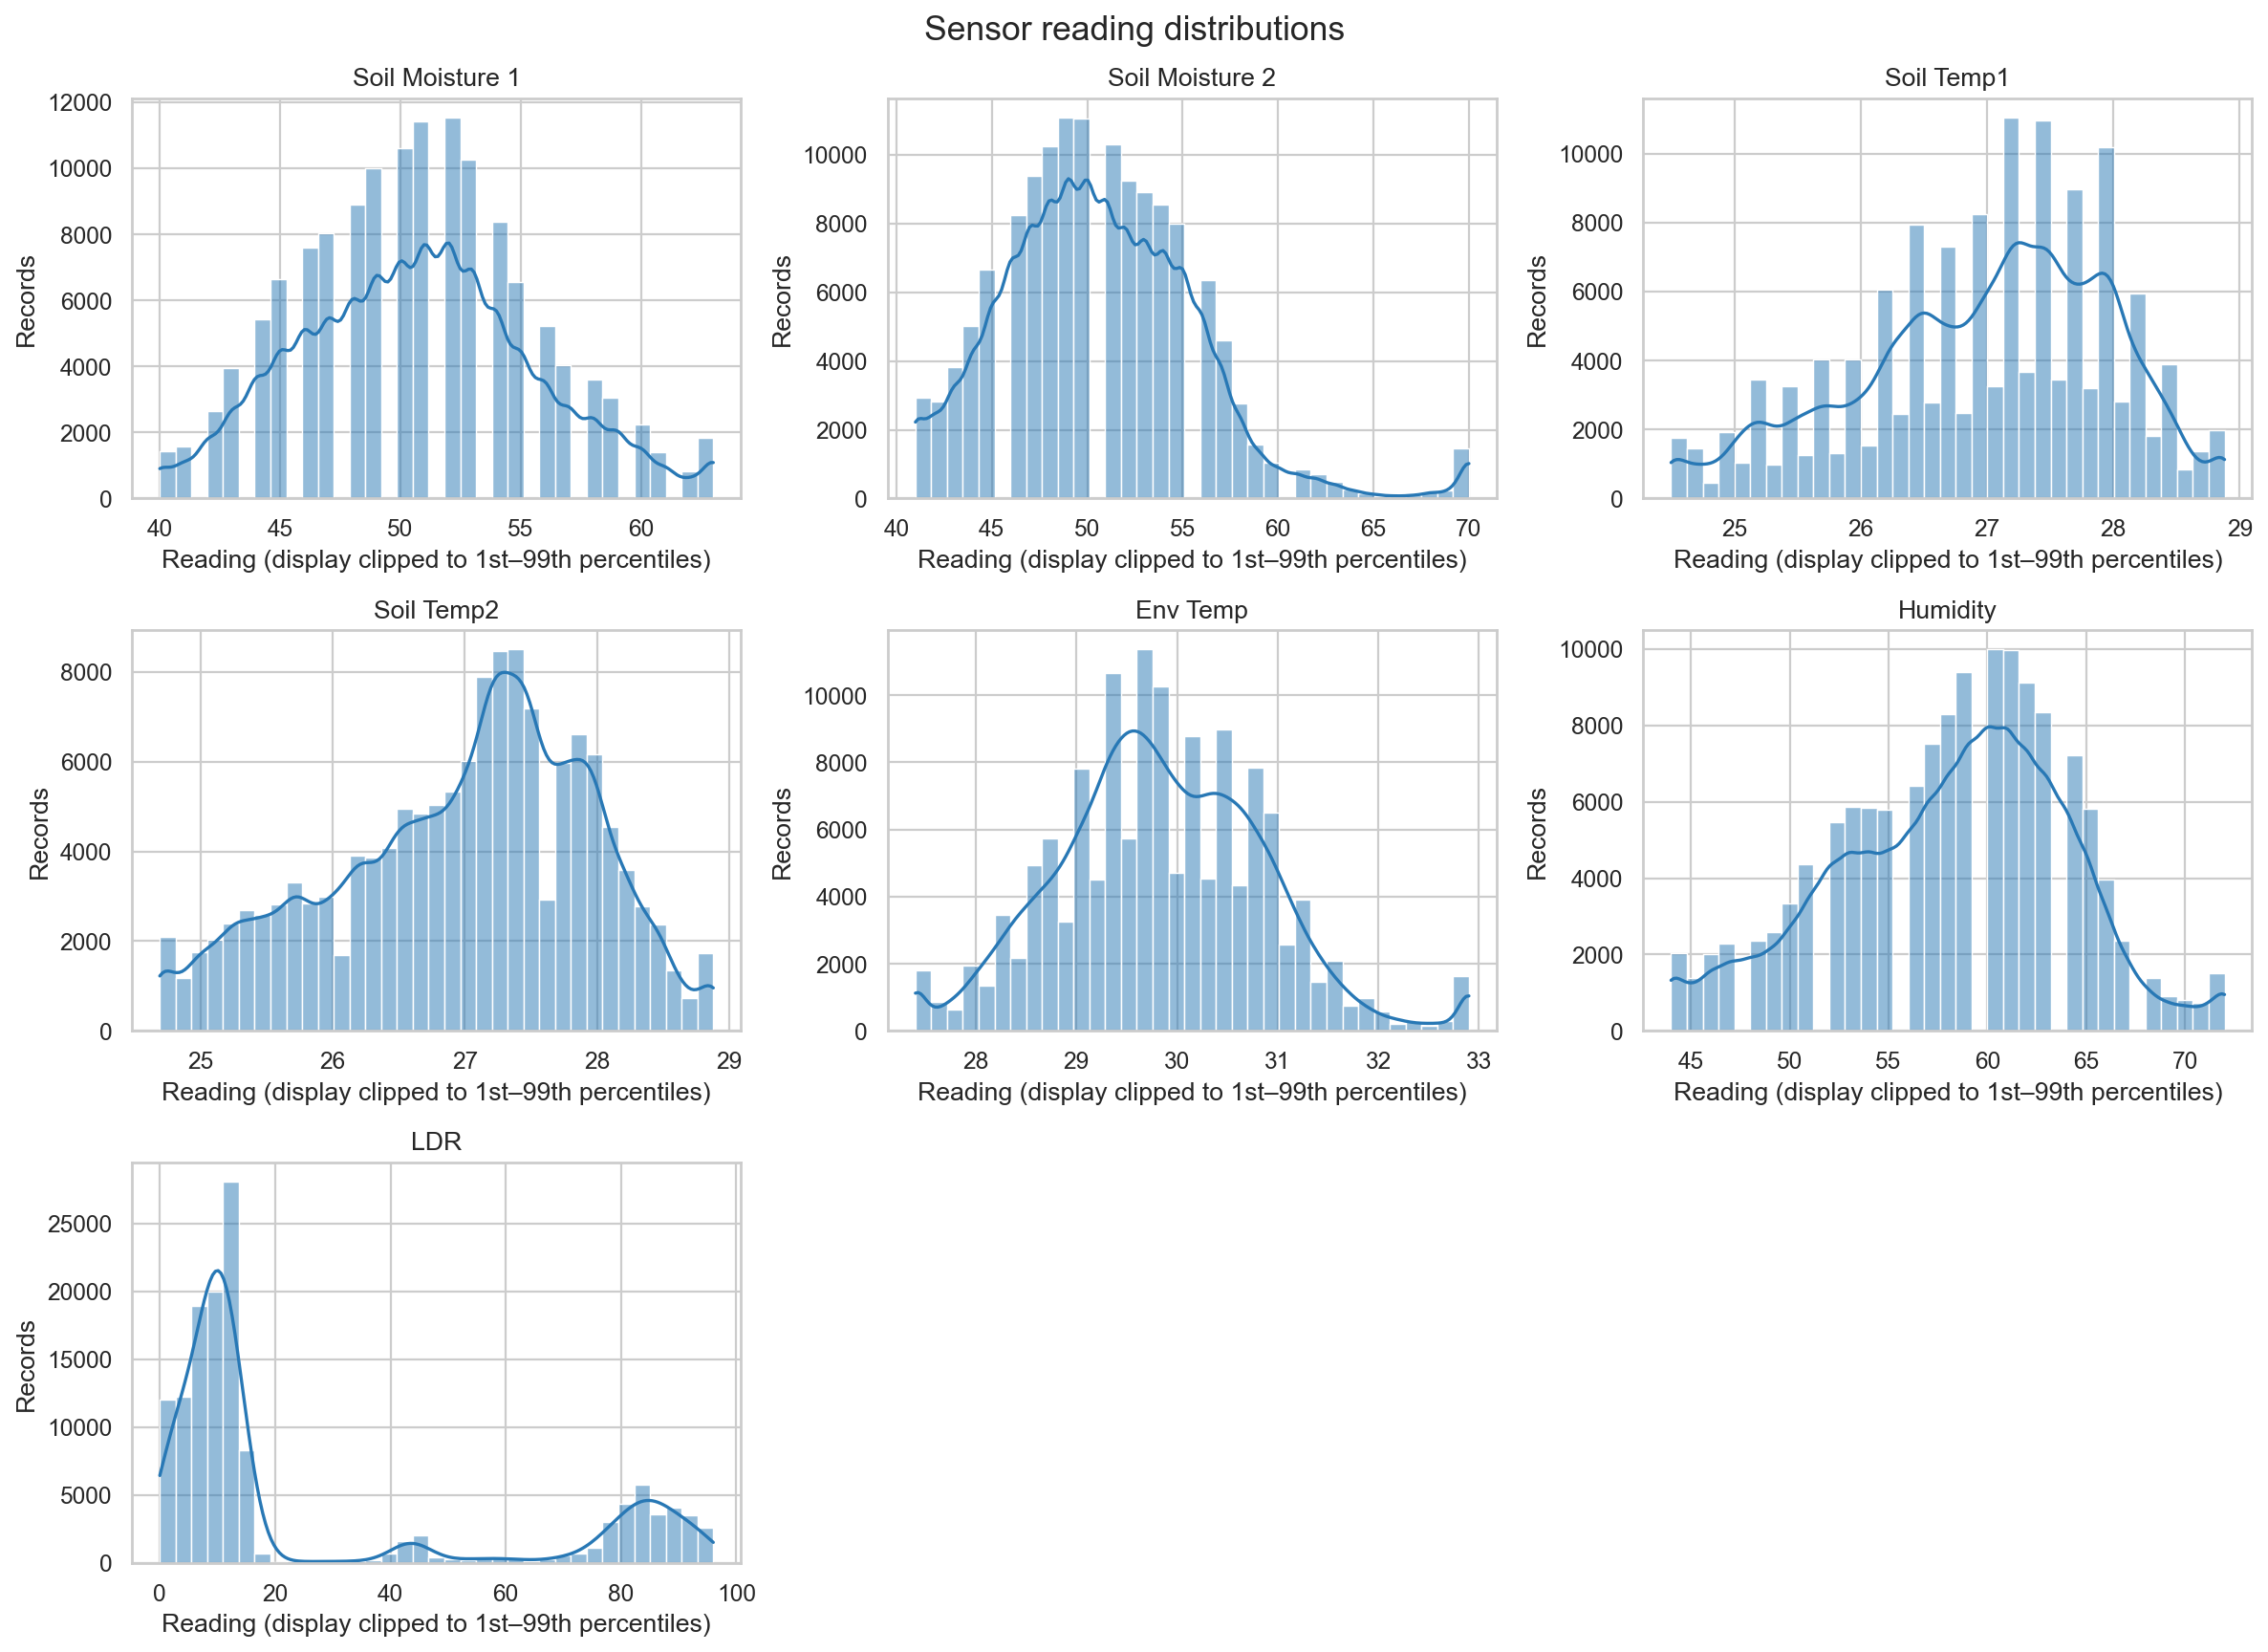 Sensor reading distributions
Soil Moisture 1
12000
10000
8000
6000
4000
2000
0
Records
40 45 50 55 60
Reading (display clipped to 1st–99th percentiles)
Soil Moisture 2
10000
8000
6000
4000
2000
0
Records
40 45 50 55 60 65 70
Reading (display clipped to 1st–99th percentiles)
Soil Temp1
10000
8000
6000
4000
2000
0
Records
25 26 27 28 29
Reading (display clipped to 1st–99th percentiles)
Soil Temp2
8000
6000
4000
2000
0
Records
25 26 27 28 29
Reading (display clipped to 1st–99th percentiles)
Env Temp
10000
8000
6000
4000
2000
0
Records
28 29 30 31 32 33
Reading (display clipped to 1st–99th percentiles)
Humidity
10000
8000
6000
4000
2000
0
Records
45 50 55 60 65 70
Reading (display clipped to 1st–99th percentiles)
LDR
25000
20000
15000
10000
5000
0
Records
0 20 40 60 80 100
Reading (display clipped to 1st–99th percentiles)